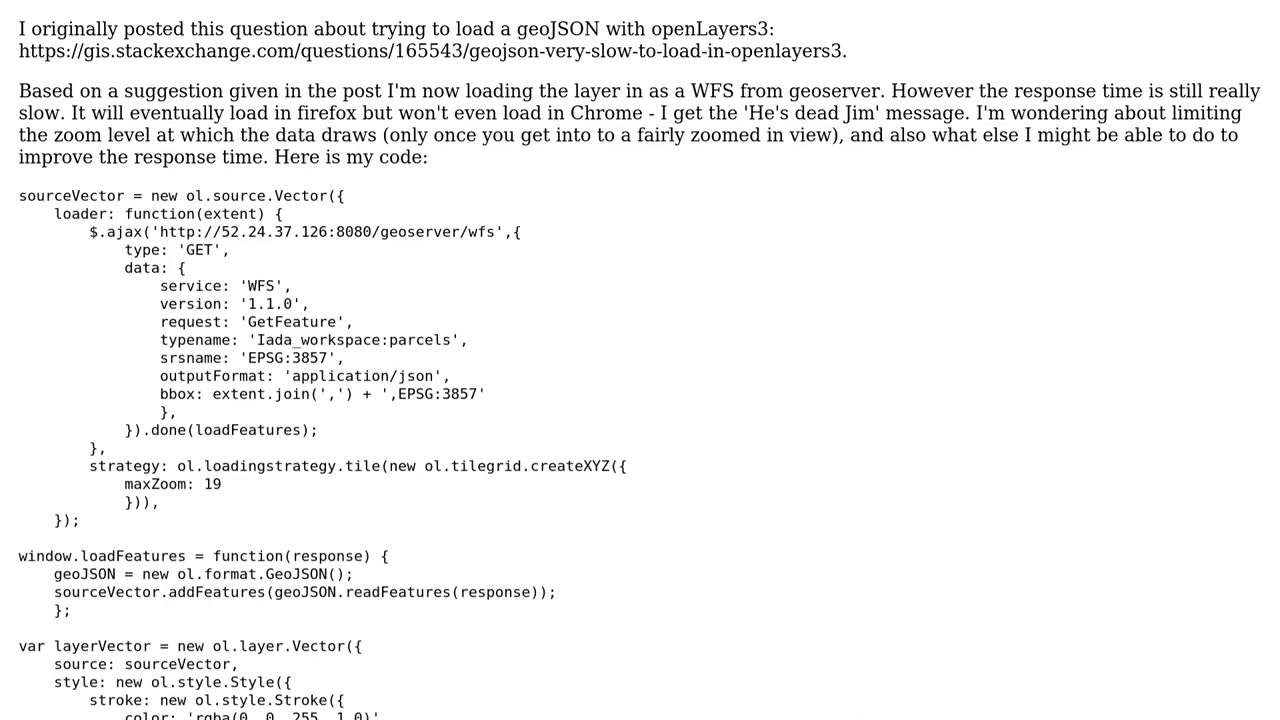 I originally posted this question about trying to load a geoJSON with openLayers3:
https://gis.stackexchange.com/questions/165543/geojson-very-slow-to-load-in-openlayers3.
Based on a suggestion given in the post I'm now loading the layer in as a WFS from geoserver. However the response time is still really
slow. It will eventually load in firefox but won't even load in Chrome - I get the 'He's dead Jim' message. I'm wondering about limiting
the zoom level at which the data draws (only once you get into to a fairly zoomed in view), and also what else I might be able to do to
improve the response time. Here is my code:
sourceVector = new ol.source.Vector({
    loader: function(extent) {
        $.ajax('http://52.24.37.126:8080/geoserver/wfs',{
            type: 'GET',
            data: {
                service: 'WFS',
                version: '1.1.0',
                request: 'GetFeature',
                typename: 'Iada_workspace:parcels',
                srsname: 'EPSG:3857',
                outputFormat: 'application/json',
                bbox: extent.join(',') + ',EPSG:3857'
                },
            }).done(loadFeatures);
        },
        strategy: ol.loadingstrategy.tile(new ol.tilegrid.createXYZ({
            maxZoom: 19
            })),
    });
window.loadFeatures = function(response) {
    geoJSON = new ol.format.GeoJSON();
    sourceVector.addFeatures(geoJSON.readFeatures(response));
    };
var layerVector = new ol.layer.Vector({
    source: sourceVector,
    style: new ol.style.Style({
        stroke: new ol.style.Stroke({
            color: 'rgba(0, 0, 255, 1.0)',